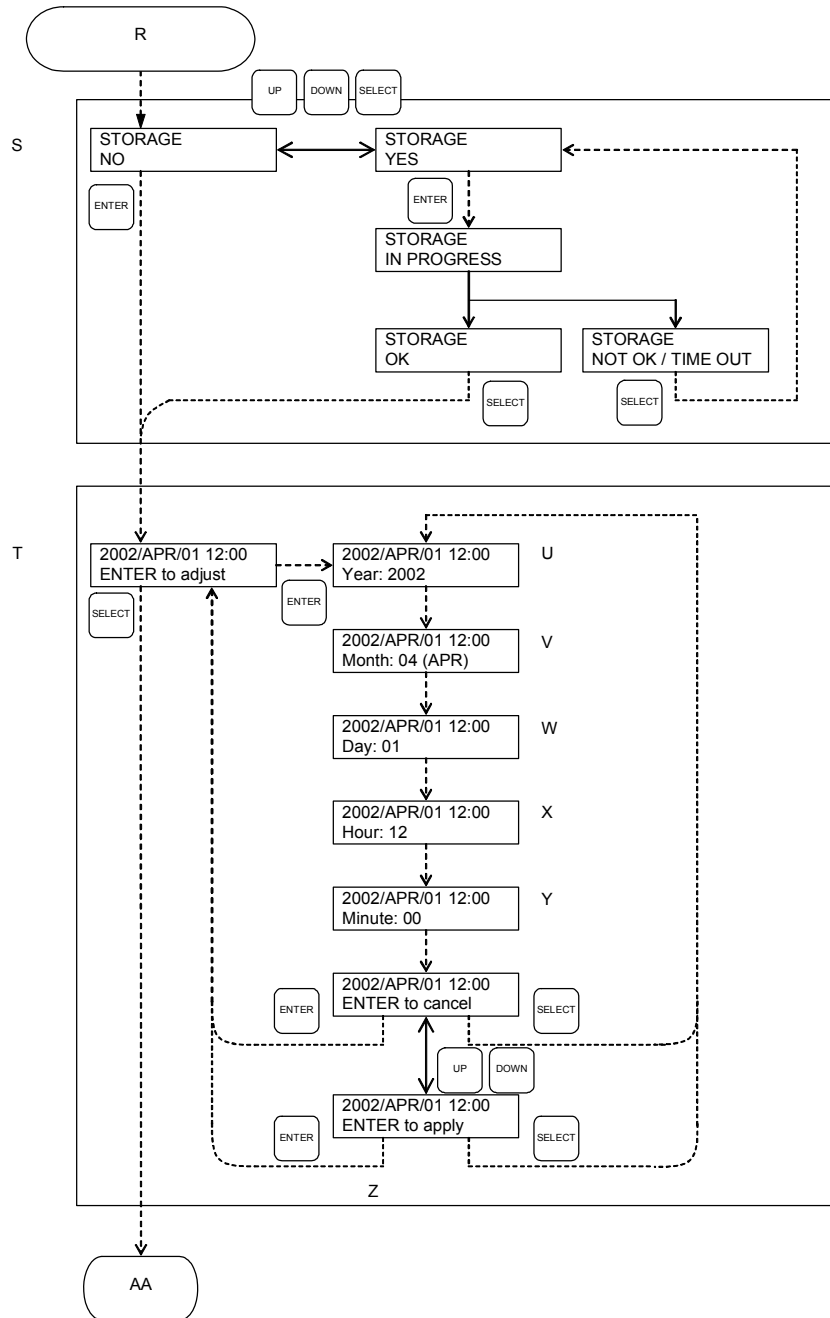 R
UP
DOWN
SELECT
S
STORAGE
NO
STORAGE
YES
ENTER
ENTER
STORAGE
IN PROGRESS
STORAGE
OK
STORAGE
NOT OK / TIME OUT
SELECT
SELECT
T
2002/APR/01 12:00
ENTER to adjust
2002/APR/01 12:00
Year: 2002
U
SELECT
ENTER
2002/APR/01 12:00
Month: 04 (APR)
V
2002/APR/01 12:00
Day: 01
W
2002/APR/01 12:00
Hour: 12
X
2002/APR/01 12:00
Minute: 00
Y
ENTER
2002/APR/01 12:00
ENTER to cancel
SELECT
UP
DOWN
ENTER
2002/APR/01 12:00
ENTER to apply
SELECT
Z
AA